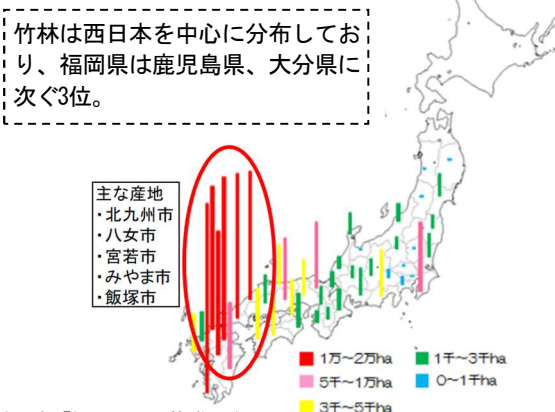 竹林は西日本を中心に分布してお
り、福岡県は鹿児島県、大分県に
次ぐ3位。
主な産地
・北九州市
・八女市
・宮若市
・みやま市
・飯塚市
1万～2万ha
1千～3千ha
5千～1万ha
0～1千ha
3千～5千ha